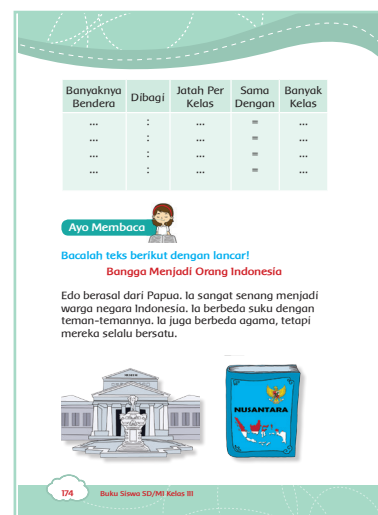 Banyaknya Bendera Dibagi Jatah Per Kelas Sama Dengan Banyak Kelas
... : ... = ...
... : ... = ...
... : ... = ...
... : ... = ...
Ayo Membaca
Bacalah teks berikut dengan lancar!
Bangga Menjadi Orang Indonesia
Edo berasal dari Papua. Ia sangat senang menjadi
warga negara Indonesia. Ia berbeda suku dengan
teman-temannya. Ia juga berbeda agama, tetapi
mereka selalu bersatu.
NUSANTARA
174 Buku Siswa SD/MI Kelas III